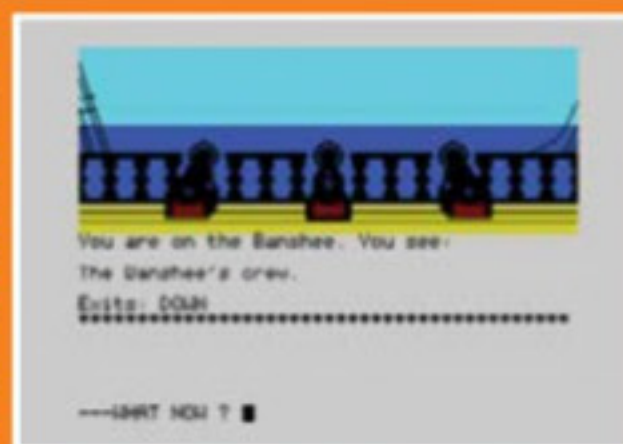 You are on the Banshee. You see:
The Banshee's crew.
Exits: DOWN
****************************************************
---WHAT NOW ?